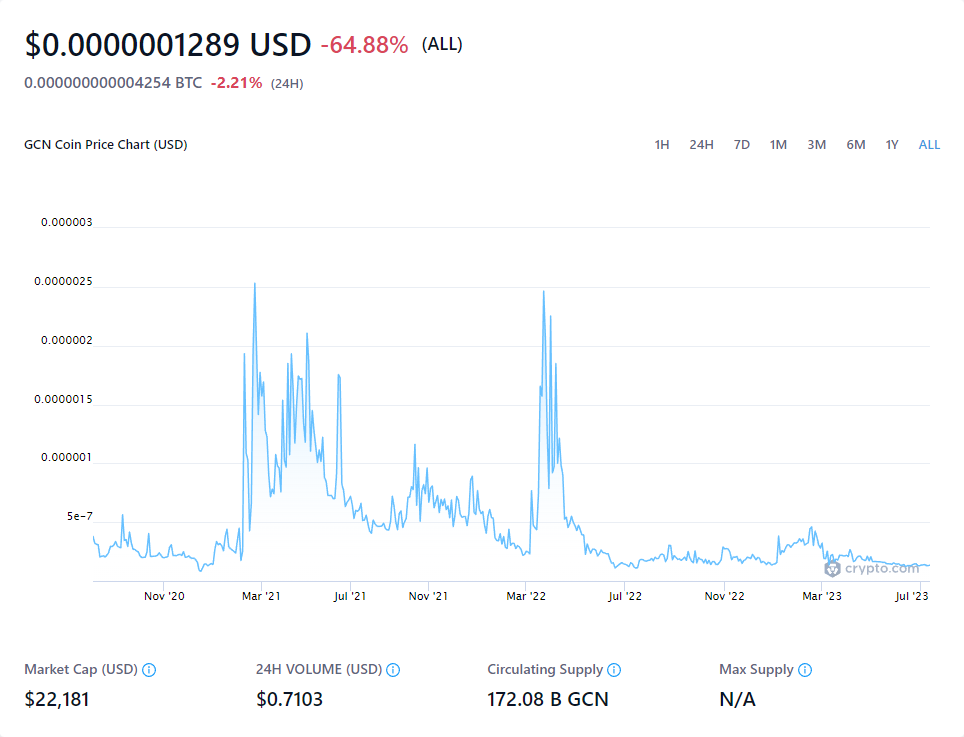 $0.0000001289 USD -64.88% (ALL)
0.000000000004254 BTC -2.21% (24H)
GCN Coin Price Chart (USD) 1H 24H 7D 1M 3M 6M 1Y ALL
0.000003
0.0000025
0.000002
0.0000015
0.000001
5e-7
crypto.com
Nov '20 Mar '21 Jul '21 Nov '21 Mar '22 Jul '22 Nov '22 Mar '23 Jul '23
Market Cap (USD) 24H VOLUME (USD) Circulating Supply Max Supply
$22,181 $0.7103 172.08 B GCN N/A